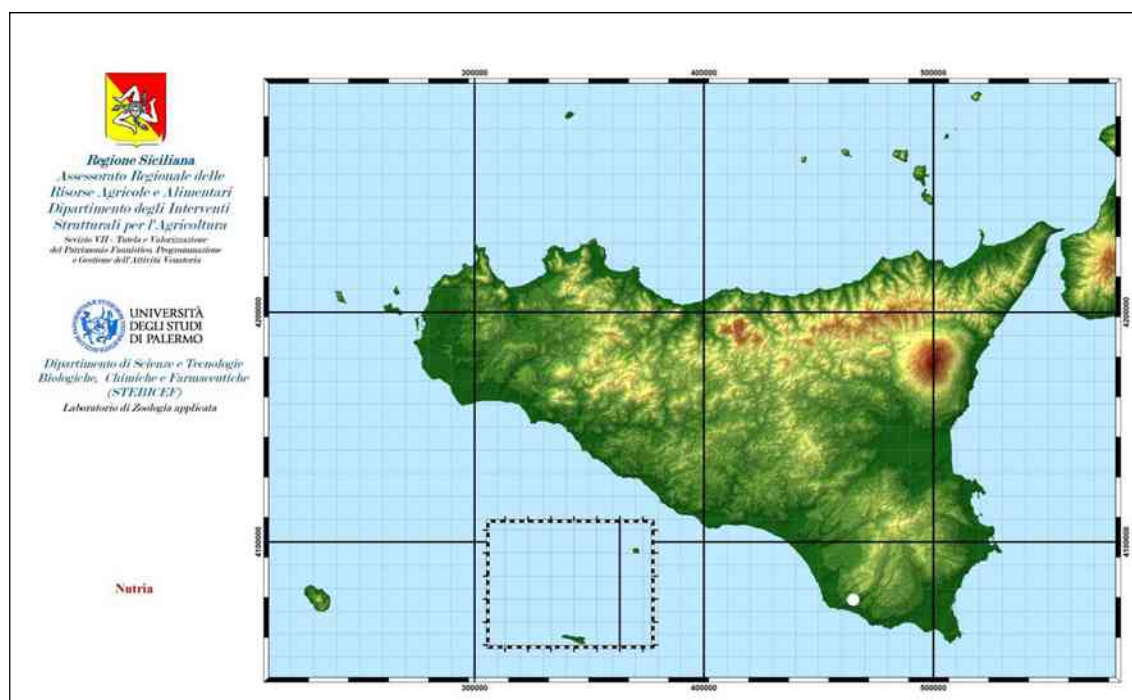 Regione Siciliana
Assessorato Regionale delle
Risorse Agricole e Alimentari
Dipartimento degli Interventi
Strutturali per l'Agricoltura
Servizio VII - Tutela e Valorizzazione
del Patrimonio Faunistico, Programmazione
e Gestione dell'Attività Venatoria
UNIVERSITÀ
DEGLI STUDI
DI PALERMO
Dipartimento di Scienze e Tecnologie
Biologiche, Chimiche e Farmaceutiche
(STEBICEF)
Laboratorio di Zoologia applicata
Nutria
300000 400000 500000
4200000 4200000
4100000 4100000
300000 400000 500000